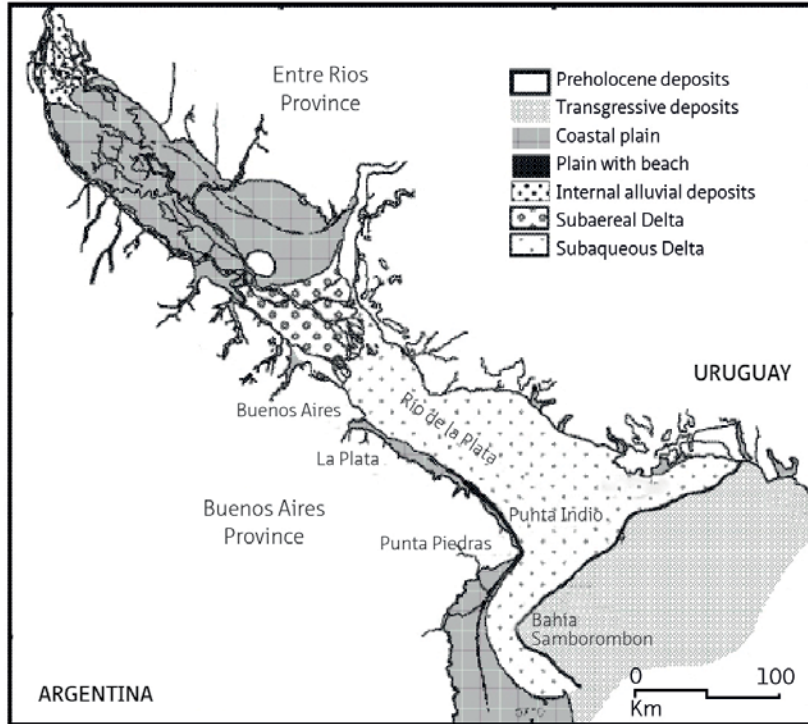 Entre Rios
Province
Preholocene deposits
Transgressive deposits
Coastal plain
Plain with beach
Internal alluvial deposits
Subaereal Delta
Subaqueous Delta
URUGUAY
Buenos Aires
Río de la Plata
La Plata
Buenos Aires
Province
Punta Indio
Punta Piedras
Bahía
Samborombon
ARGENTINA
0 100
Km